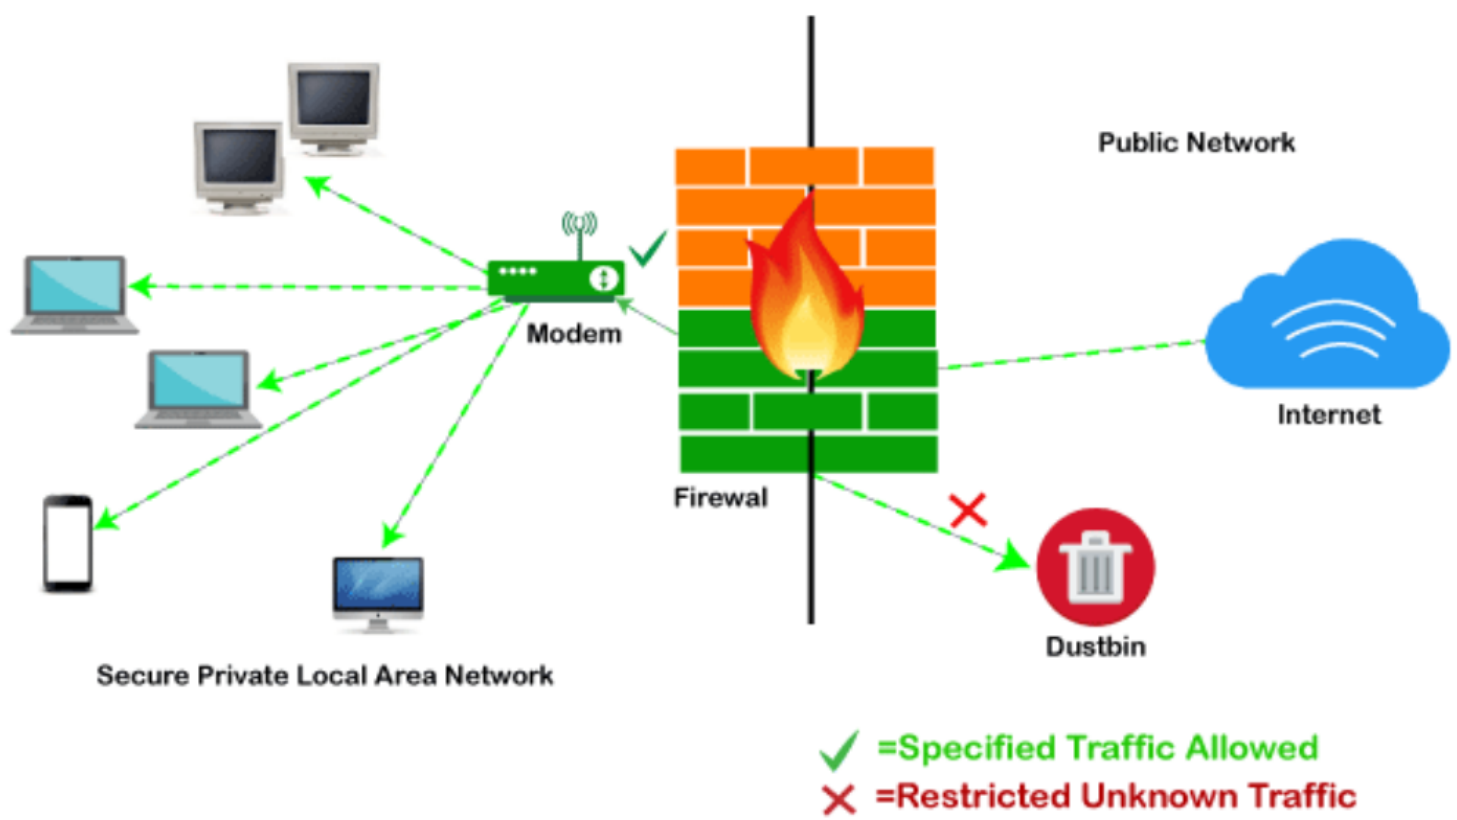 Public Network
Modem
Internet
Firewal
Dustbin
Secure Private Local Area Network
=Specified Traffic Allowed
=Restricted Unknown Traffic